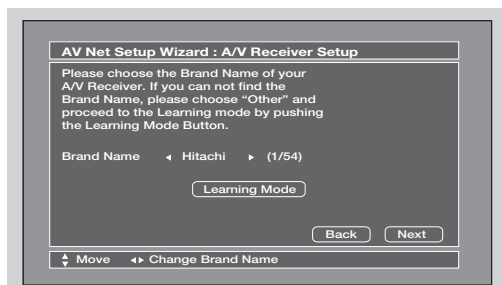 AV Net Setup Wizard : A/V Receiver Setup
Please choose the Brand Name of your
A/V Receiver. If you can not find the
Brand Name, please choose “Other” and
proceed to the Learning mode by pushing
the Learning Mode Button.
Brand Name ◂ Hitachi ▸ (1/54)
Learning Mode
Back Next
Move Change Brand Name